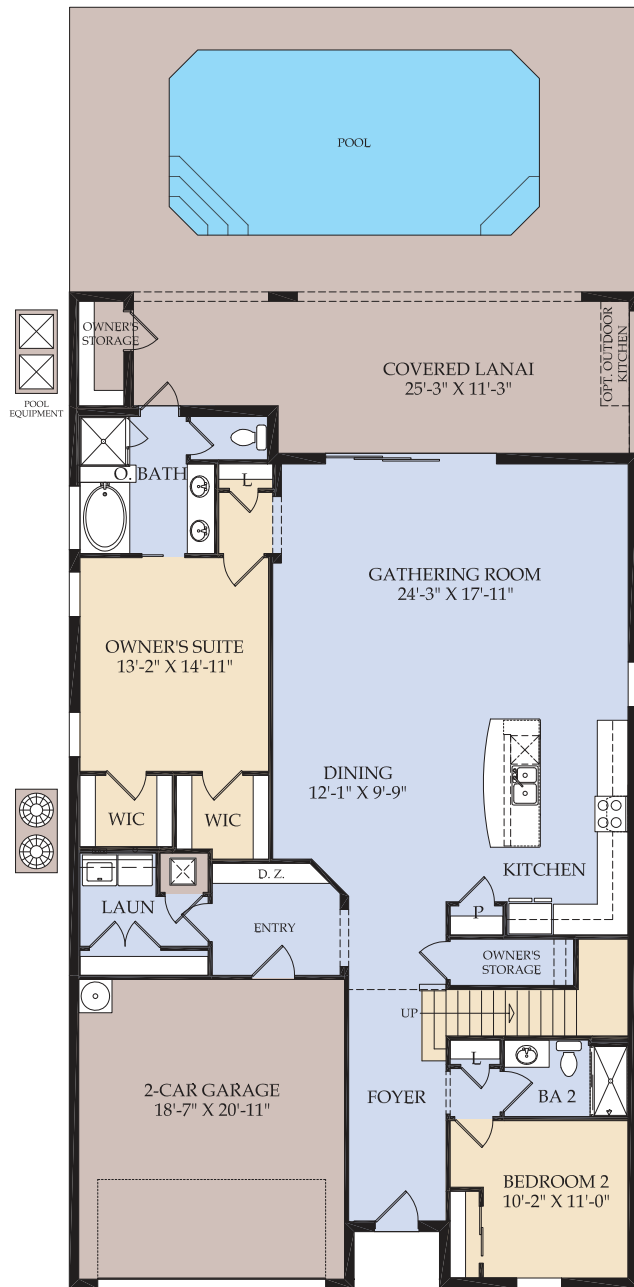 POOL
OWNER'S
STORAGE
COVERED LANAI
25'-3" X 11'-3"
OPT. OUTDOOR
KITCHEN
POOL
EQUIPMENT
O. BATH
L
GATHERING ROOM
24'-3" X 17'-11"
OWNER'S SUITE
13'-2" X 14'-11"
DINING
12'-1" X 9'-9"
WIC
WIC
KITCHEN
D. Z.
LAUN
ENTRY
P
OWNER'S
STORAGE
UP
L
2-CAR GARAGE
18'-7" X 20'-11"
FOYER
BA 2
BEDROOM 2
10'-2" X 11'-0"